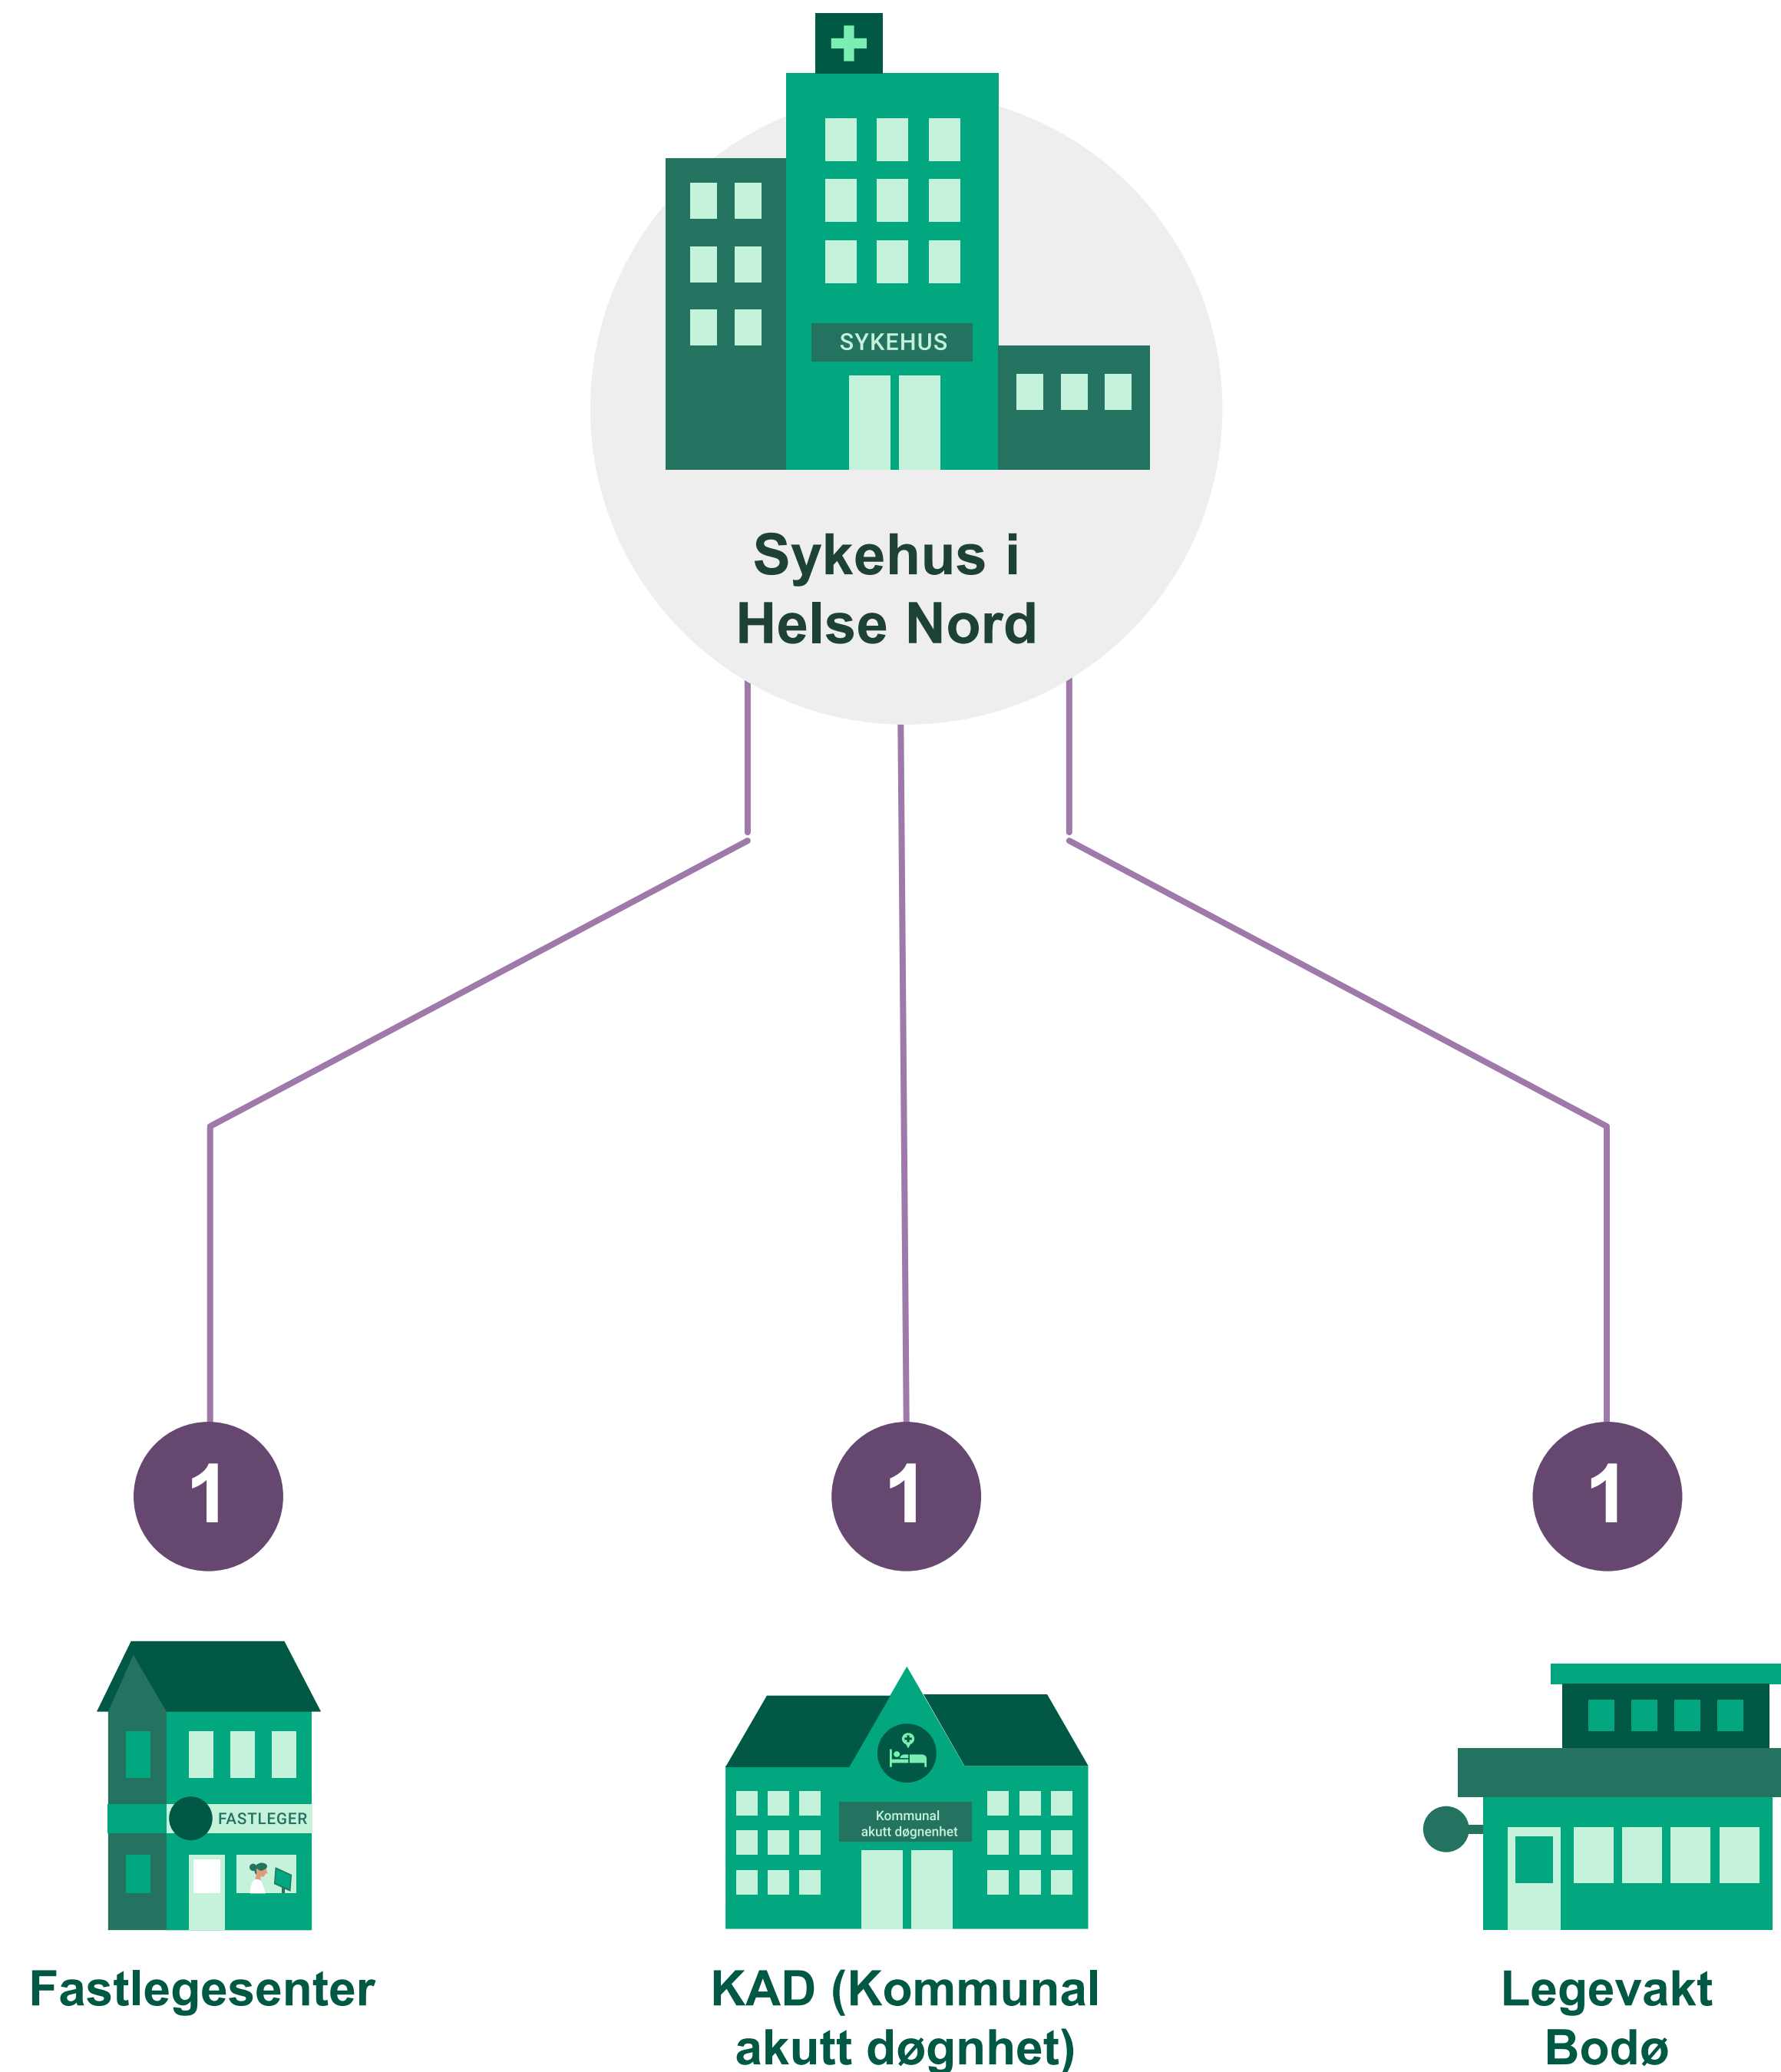 SYKEHUS
Sykehus i
Helse Nord
1
1
1
FASTLEGER
Kommunal
akutt døgnenhet
Fastlegesenter
KAD (Kommunal
akutt døgnhet)
Legevakt
Bodø